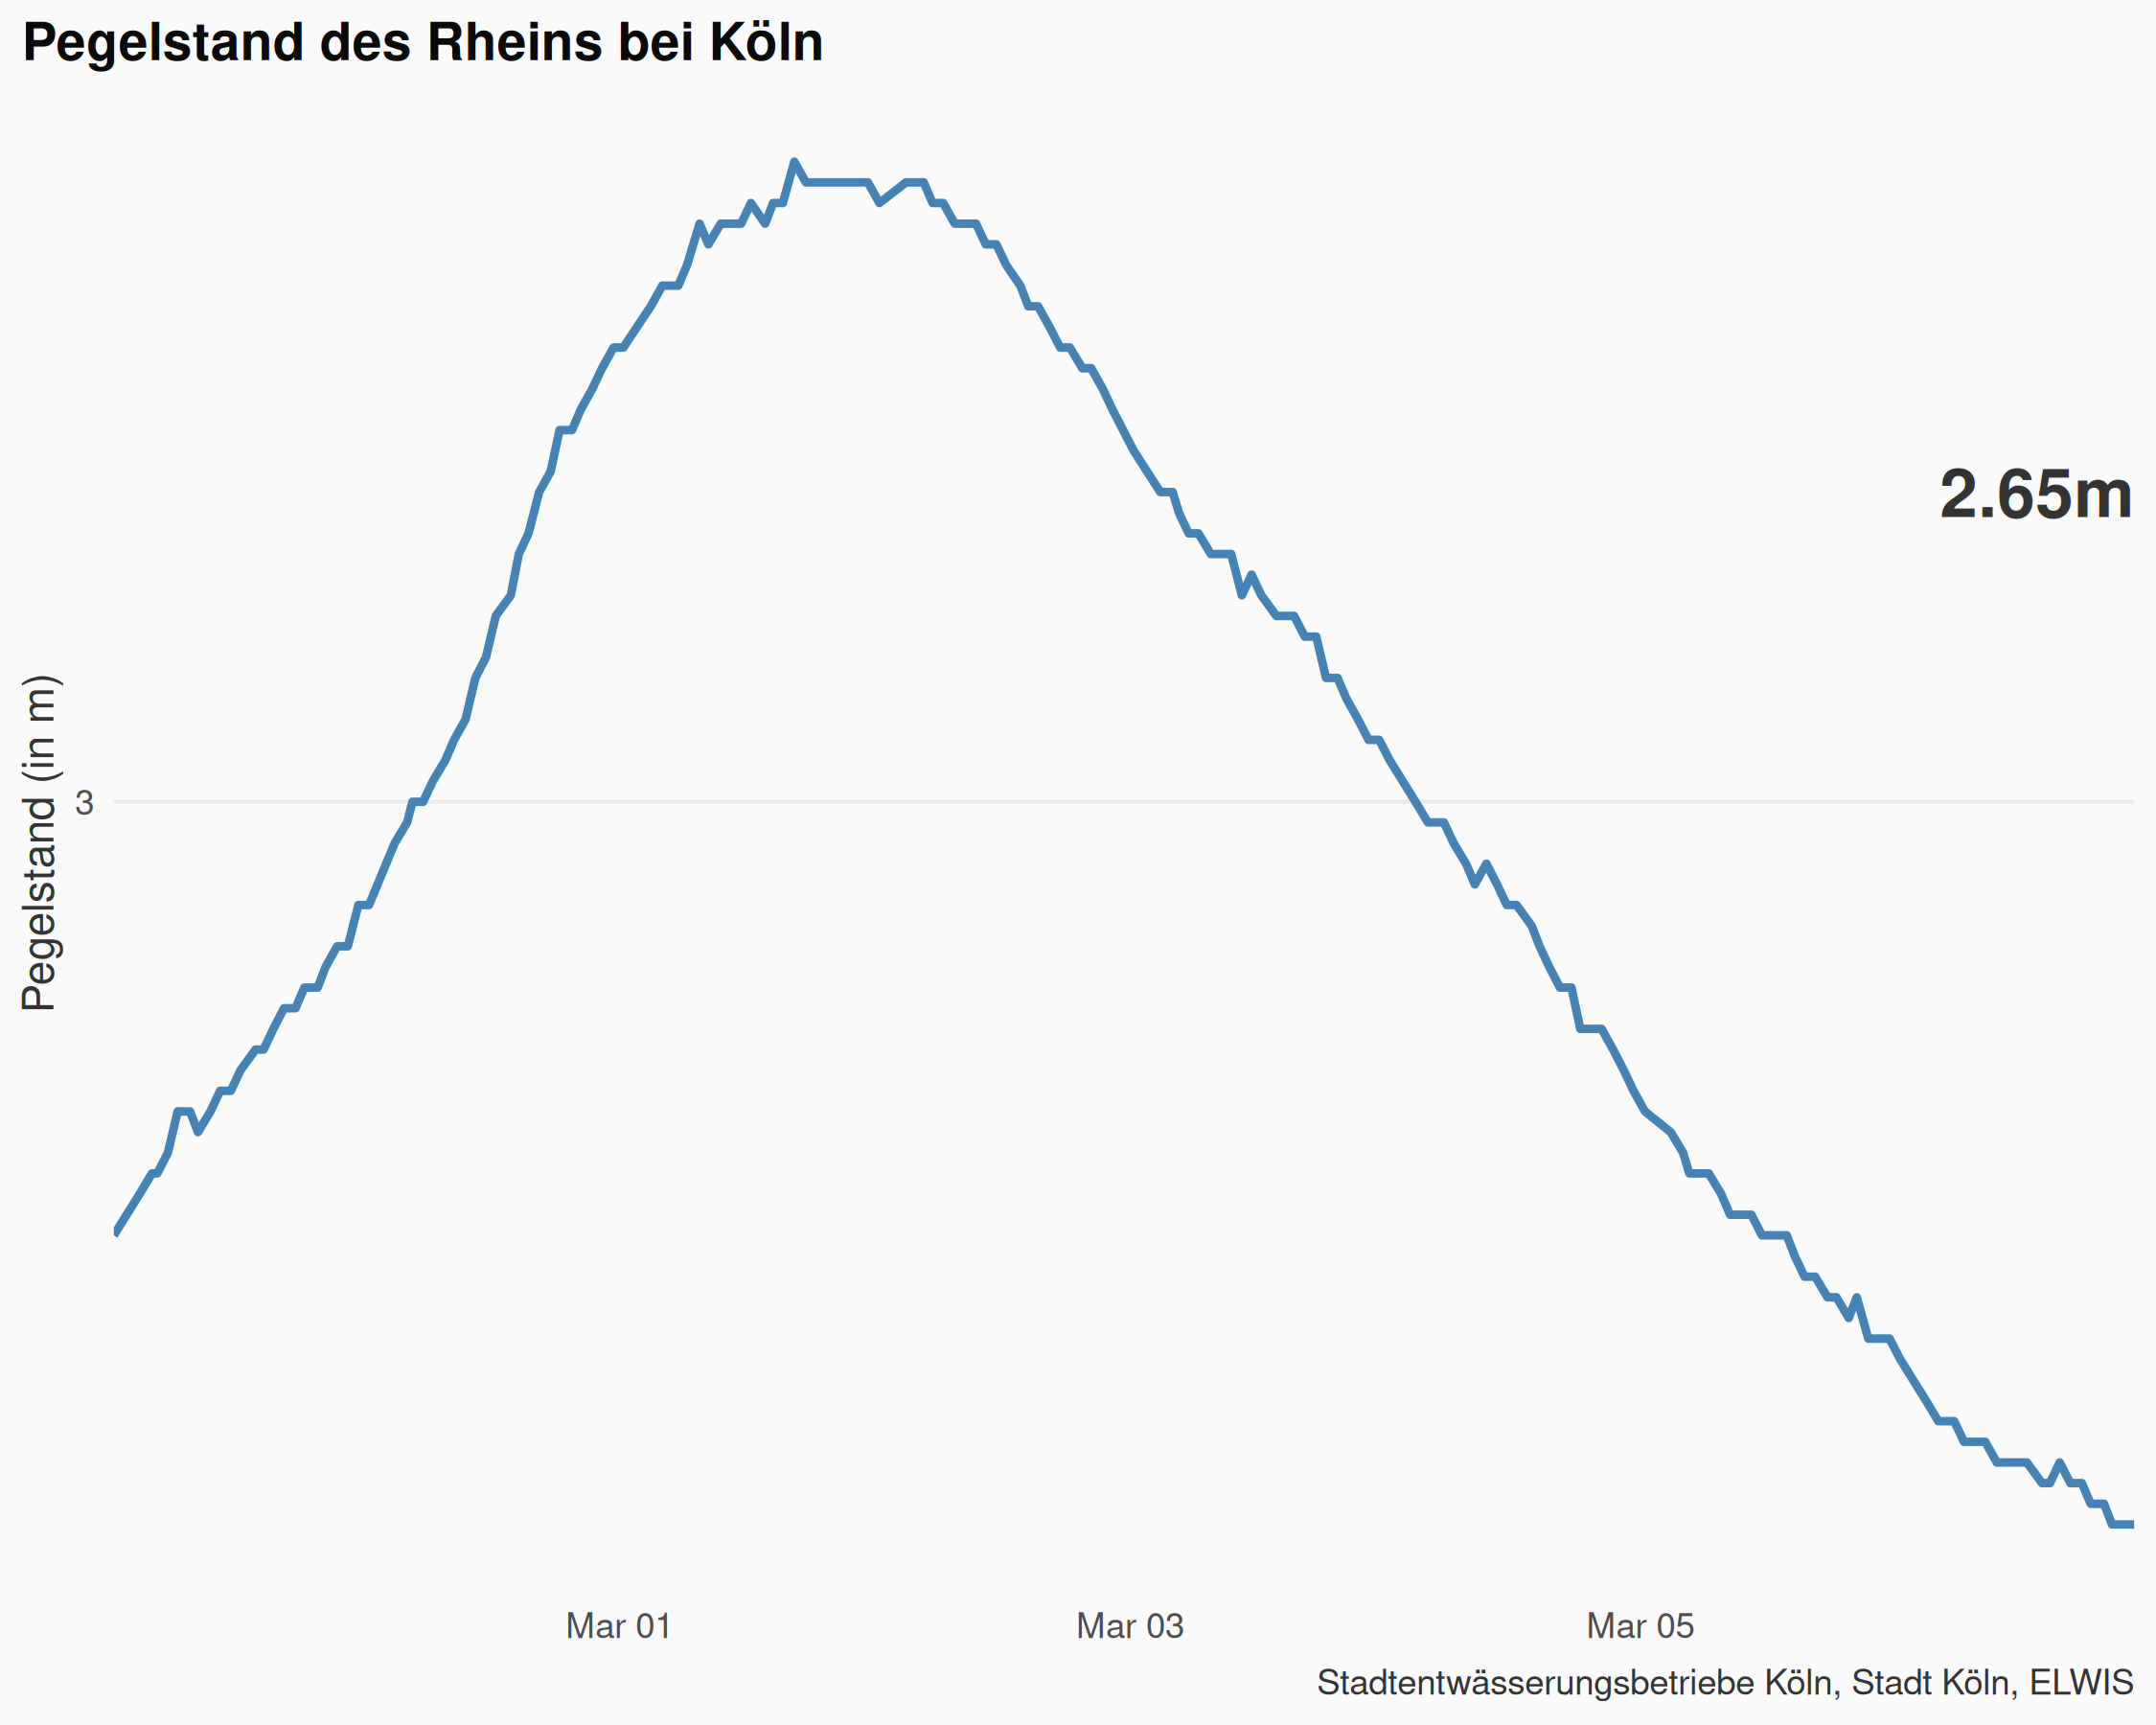 Pegelstand des Rheins bei Köln
2.65m
Pegelstand (in m)
3
Mar 01
Mar 03
Mar 05
Stadtentwässerungsbetriebe Köln, Stadt Köln, ELWIS